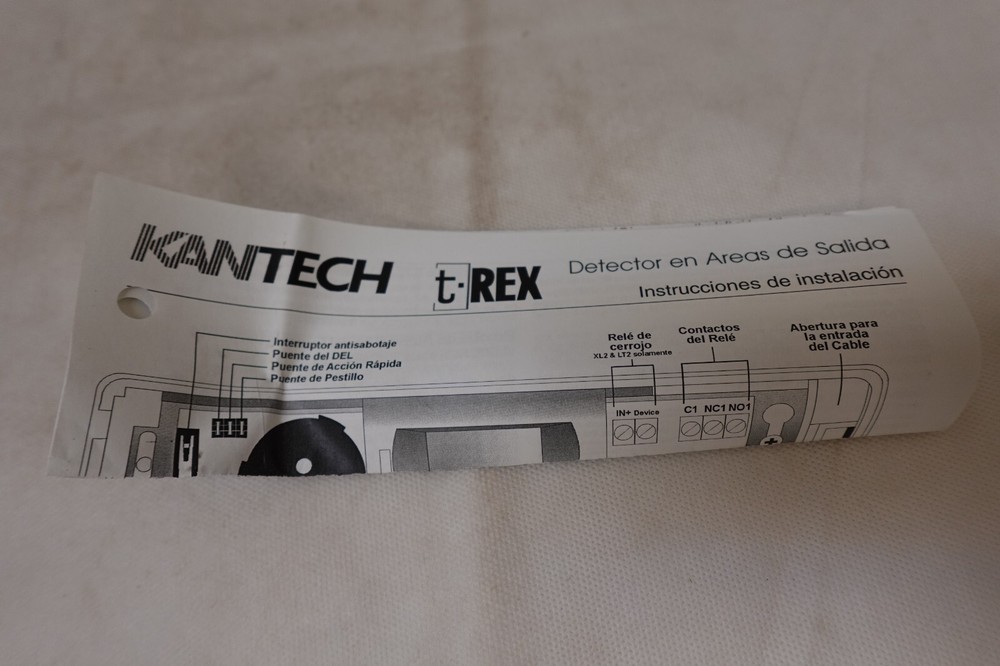 KANTECH
t·REX
Detector en Areas de Salida
Instrucciones de instalación
Interruptor antisabotaje
Puente del DEL
Puente de Acción Rápida
Puente de Pestillo
Relé de
cerrojo
XL2 & LT2 solamente
Contactos
del Relé
Abertura para
la entrada
del Cable
IN+ Device
C1 NC1 NO1